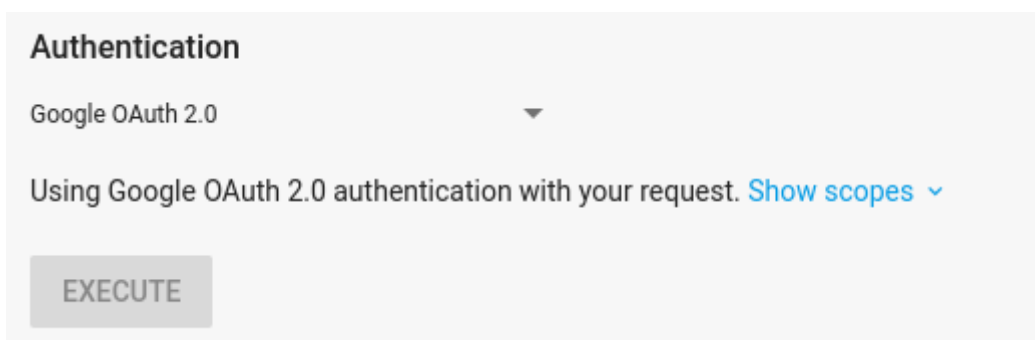 Authentication
Google OAuth 2.0
Using Google OAuth 2.0 authentication with your request. Show scopes
EXECUTE